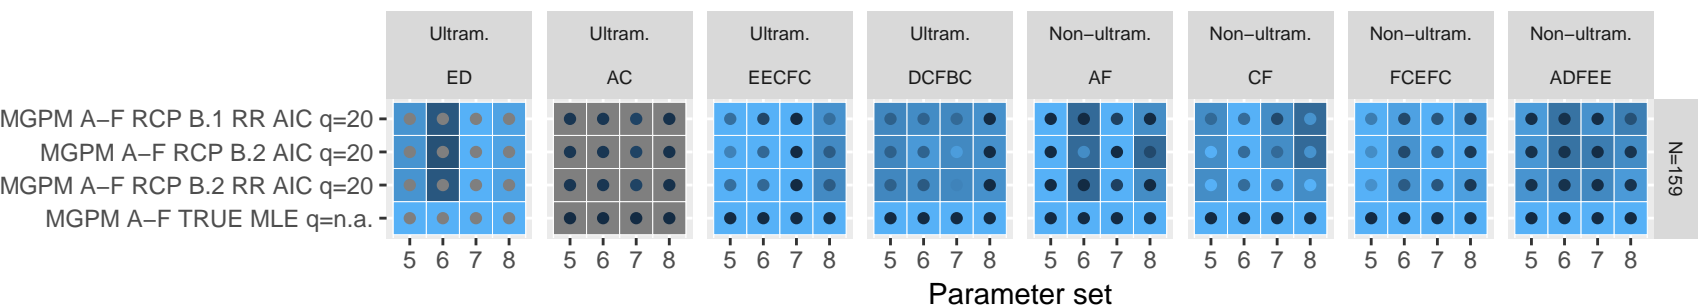 Ultram. Ultram. Ultram. Ultram. Non−ultram. Non−ultram. Non−ultram. Non−ultram.
ED AC EECFC DCFBC AF CF FCEFC ADFEE
MGPM A−F RCP B.1 RR AIC q=20
MGPM A−F RCP B.2 AIC q=20
MGPM A−F RCP B.2 RR AIC q=20
MGPM A−F TRUE MLE q=n.a.
N=159
5 6 7 8 5 6 7 8 5 6 7 8 5 6 7 8 5 6 7 8 5 6 7 8 5 6 7 8 5 6 7 8
Parameter set